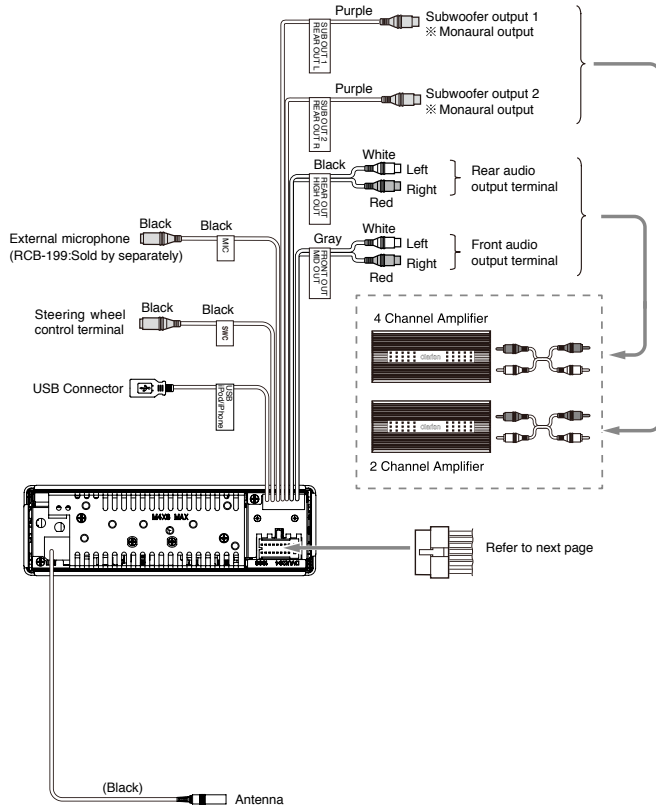 Purple
Subwoofer output 1
※ Monaural output
SUB OUT 1
REAR OUT L
Purple
Subwoofer output 2
※ Monaural output
SUB OUT 2
REAR OUT R
Black
White
Left
Right
Red
Rear audio
output terminal
REAR OUT
HIGH OUT
Gray
White
Left
Right
Red
Front audio
output terminal
FRONT OUT
MID OUT
External microphone
(RCB-199:Sold by separately)
Black
Black
MIC
Steering wheel
control terminal
Black
Black
SWC
USB Connector
USB
iPod/iPhone
4 Channel Amplifier
clarion
clarion
2 Channel Amplifier
M4X8 MAX
Refer to next page
(Black)
Antenna